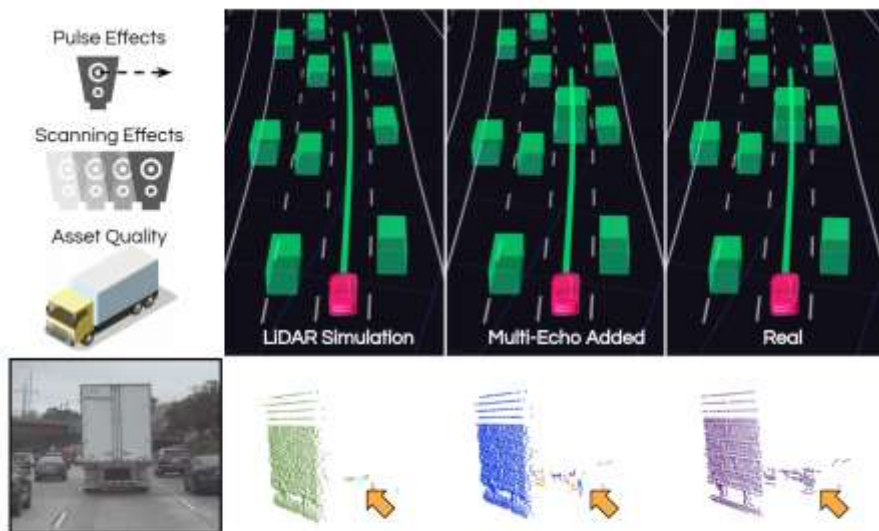 Pulse Effects
Scanning Effects
Asset Quality
LiDAR Simulation
Multi-Echo Added
Real